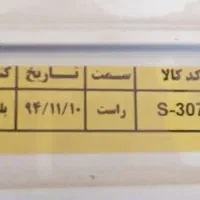 کد کالا سمت تاریخ
S-307 راست ۹۴/۱۱/۱۰